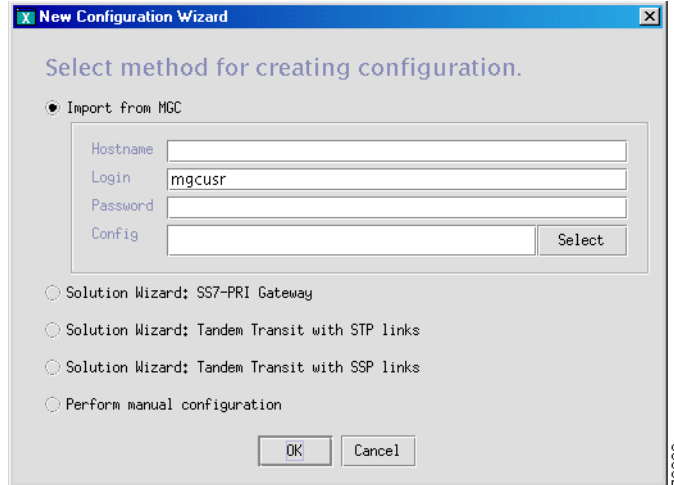 X New Configuration Wizard
Select method for creating configuration.
Import from MGC
Hostname
Login mgcusr
Password
Config Select
Solution Wizard: SS7-PRI Gateway
Solution Wizard: Tandem Transit with STP links
Solution Wizard: Tandem Transit with SSP links
Perform manual configuration
OK Cancel